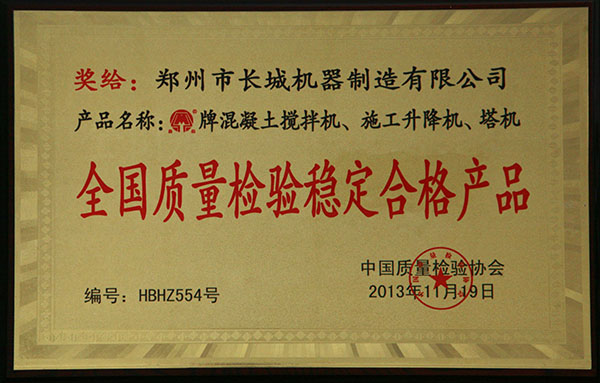 奖给：郑州市长城机器制造有限公司
产品名称：牌混凝土搅拌机、施工升降机、塔机
全国质量检验稳定合格产品
中国质量检验协会
编号：HBHZ554号
2013年11月19日